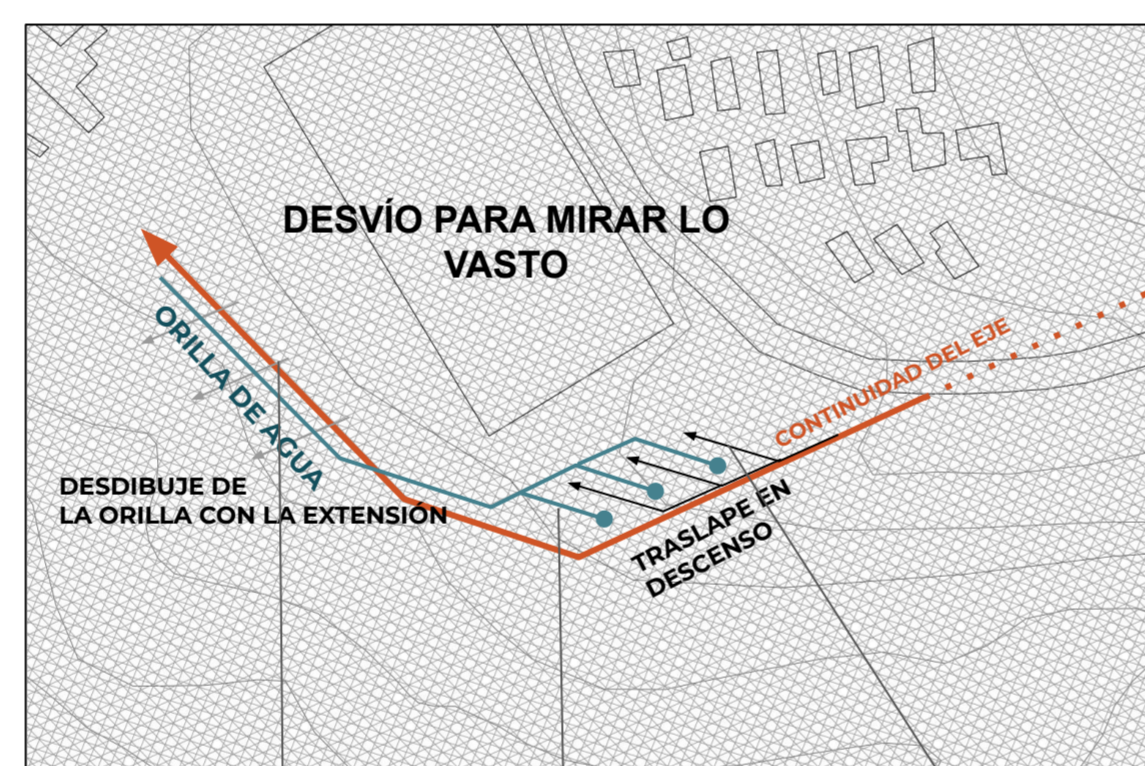 DESVÍO PARA MIRAR LO
VASTO
ORILLA DE AGUA
CONTINUIDAD DEL EJE
DESDIBUJE DE
LA ORILLA CON LA EXTENSIÓN
TRASLAPE EN
DESCENSO